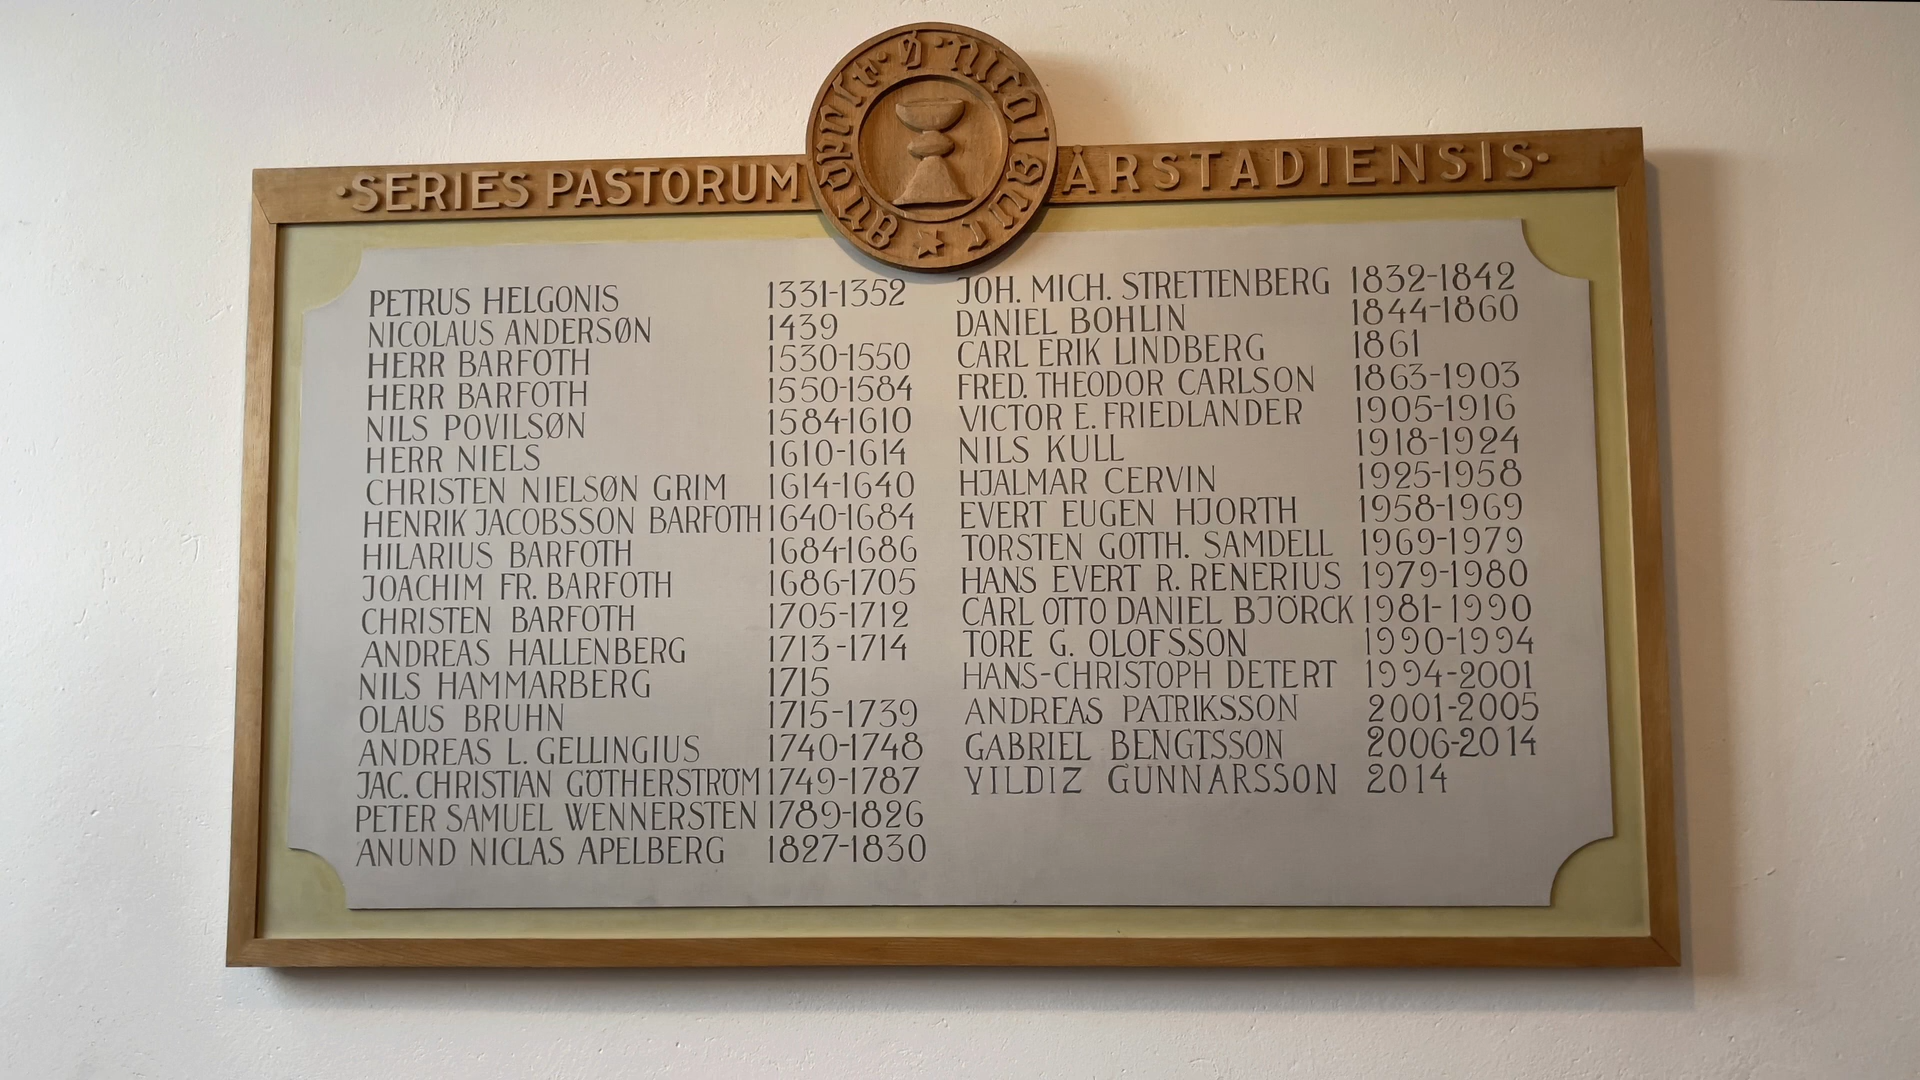 ·SERIES PASTORUM ÅRSTADIENSIS·
PETRUS HELGONIS 1331-1352
NICOLAUS ANDERSØN 1439
HERR BARFOTH 1530-1550
HERR BARFOTH 1550-1584
NILS POVILSØN 1584-1610
HERR NIELS 1610-1614
CHRISTEN NIELSØN GRIM 1614-1640
HENRIK JACOBSSON BARFOTH 1640-1684
HILARIUS BARFOTH 1684-1686
JOACHIM FR. BARFOTH 1686-1705
CHRISTEN BARFOTH 1705-1712
ANDREAS HALLENBERG 1713-1714
NILS HAMMARBERG 1715
OLAUS BRUHN 1715-1739
ANDREAS L. GELLINGIUS 1740-1748
JAC. CHRISTIAN GÖTHERSTRÖM 1749-1787
PETER SAMUEL WENNERSTEN 1789-1826
ANUND NICLAS APELBERG 1827-1830
JOH. MICH. STRETTENBERG 1832-1842
DANIEL BOHLIN 1844-1860
CARL ERIK LINDBERG 1861
FRED. THEODOR CARLSON 1863-1903
VICTOR E. FRIEDLANDER 1905-1916
NILS KULL 1918-1924
HJALMAR CERVIN 1925-1958
EVERT EUGEN HJORTH 1958-1969
TORSTEN GOTTH. SAMDELL 1969-1979
HANS EVERT R. RENERIUS 1979-1980
CARL OTTO DANIEL BJÖRCK 1981-1990
TORE G. OLOFSSON 1990-1994
HANS-CHRISTOPH DETERT 1994-2001
ANDREAS PATRIKSSON 2001-2005
GABRIEL BENGTSSON 2006-2014
YILDIZ GUNNARSSON 2014